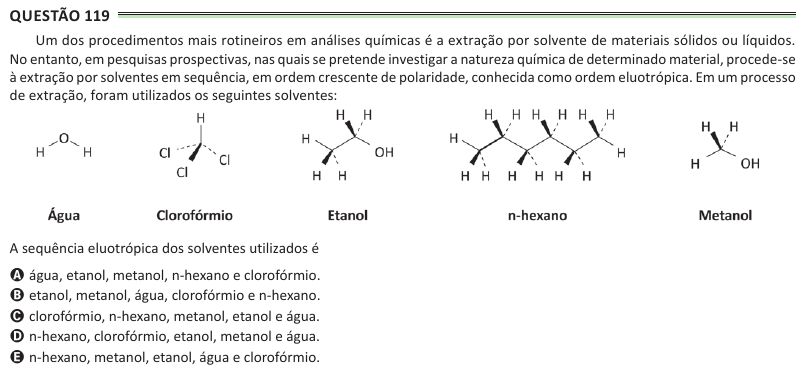 QUESTÃO 119
Um dos procedimentos mais rotineiros em análises químicas é a extração por solvente de materiais sólidos ou líquidos.
No entanto, em pesquisas prospectivas, nas quais se pretende investigar a natureza química de determinado material, procede-se
à extração por solventes em sequência, em ordem crescente de polaridade, conhecida como ordem eluotrópica. Em um processo
de extração, foram utilizados os seguintes solventes:
H O H
H Cl Cl Cl
H H H OH H H
H H H H H H H H H H H H H H
H H H OH
Água Clorofórmio Etanol n-hexano Metanol
A sequência eluotrópica dos solventes utilizados é
A água, etanol, metanol, n-hexano e clorofórmio.
B etanol, metanol, água, clorofórmio e n-hexano.
C clorofórmio, n-hexano, metanol, etanol e água.
D n-hexano, clorofórmio, etanol, metanol e água.
E n-hexano, metanol, etanol, água e clorofórmio.